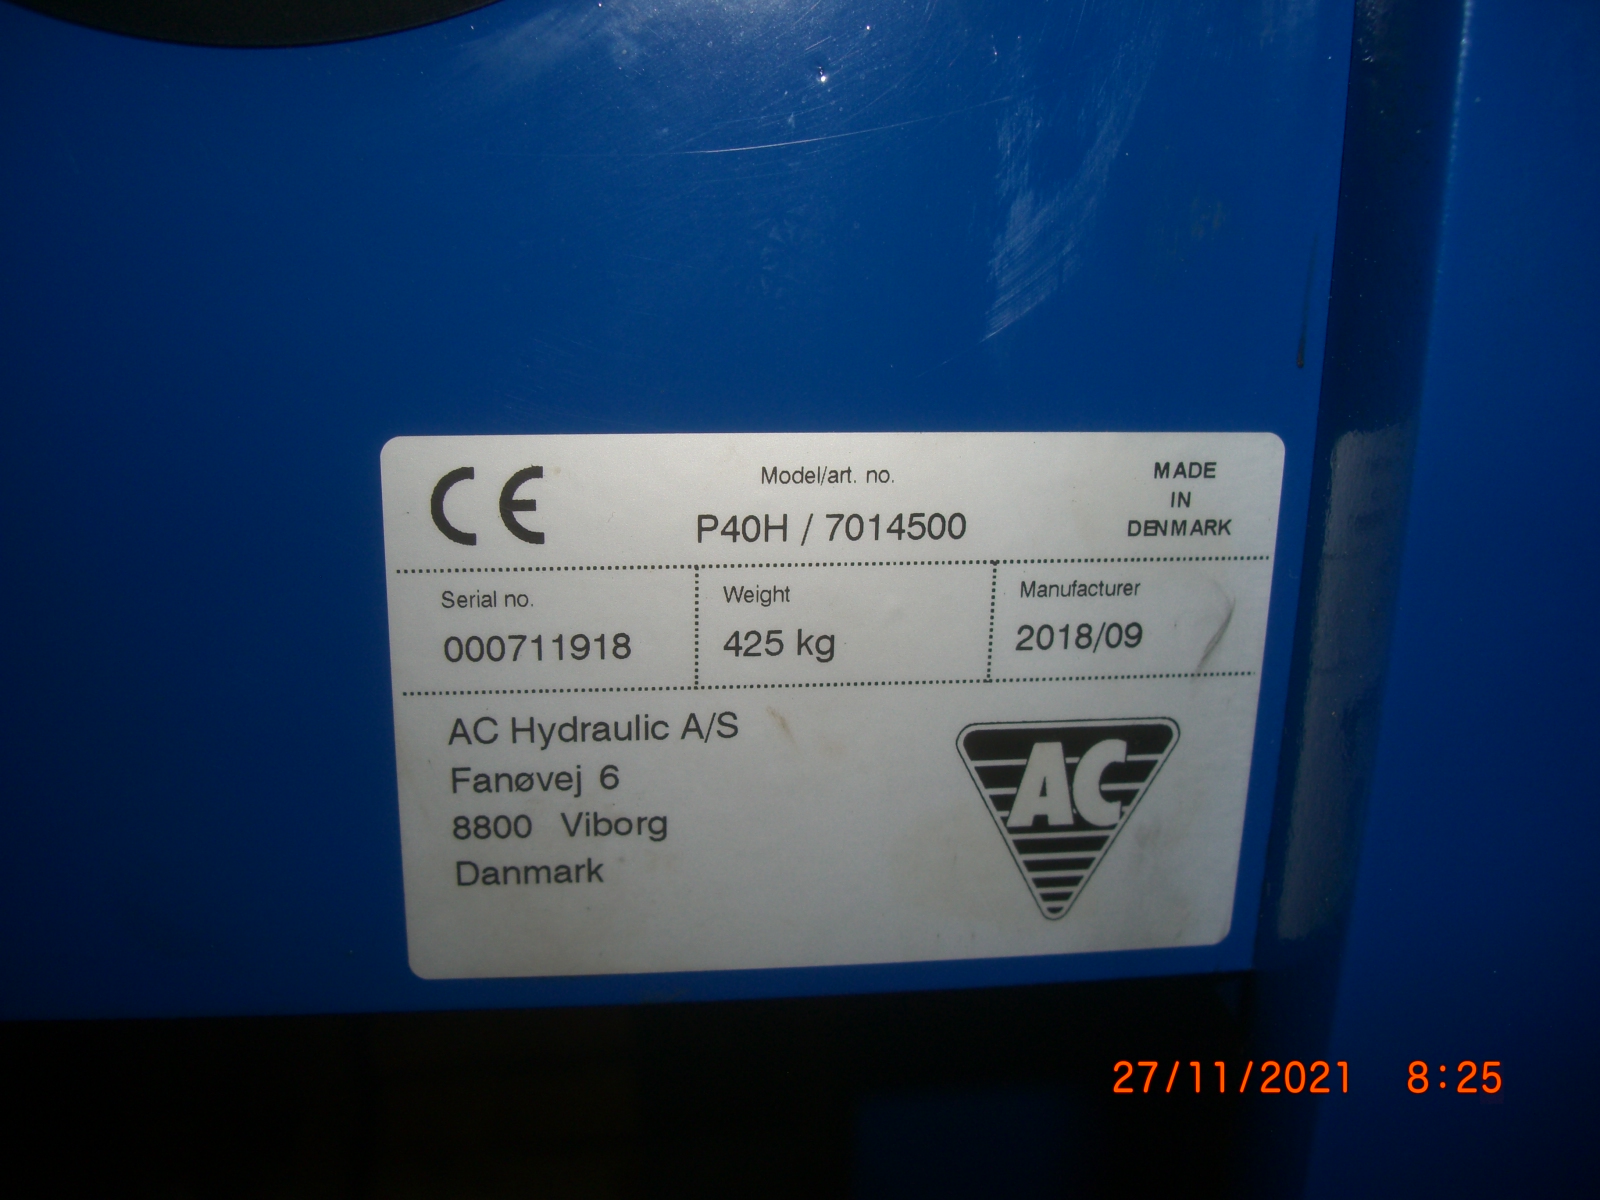 CE
Model/art. no.
P40H / 7014500
MADE
IN
DENMARK
Serial no.
000711918
Weight
425 kg
Manufacturer
2018/09
AC Hydraulic A/S
Fanøvej 6
8800 Viborg
Danmark
AC
27/11/2021 8:25